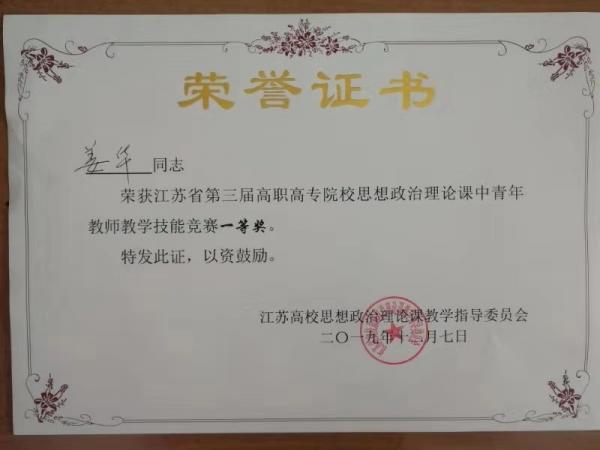 荣誉证书
姜华 同志
荣获江苏省第三届高职高专院校思想政治理论课中青年
教师教学技能竞赛一等奖。
特发此证，以资鼓励。
江苏高校思想政治理论课教学指导委员会
二〇一九年十二月七日